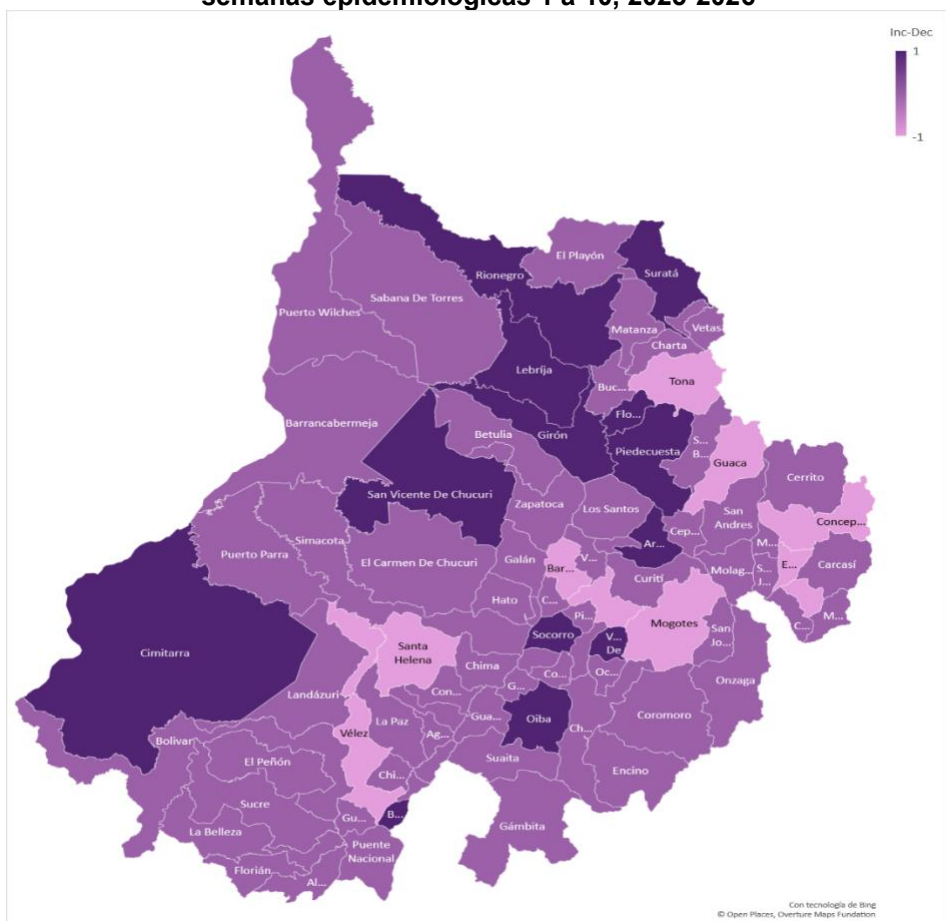 semanas epidemiológicas 1 a 10, 2025-2026
Inc-Dec
1
-1
El Playón
Suratá
Rionegro
Sabana De Torres
Puerto Wilches
Matanza
Vetas
Charta
Lebrija
Tona
Buc...
Flo...
Barrancabermeja
Betulia
Girón
Piedecuesta
S...
B...
Guaca
Cerrito
San Vicente De Chucuri
Zapatoca
Los Santos
San
Andres
Concep...
Cep...
Simacota
Puerto Parra
El Carmen De Chucuri
Galán
Bar...
V...
Ar...
Curití
Molag...
M...
S...
J...
E...
Carcasí
Hato
C...
Pi...
Mogotes
San
Jo...
C...
M...
Cimitarra
Santa
Helena
Socorro
V...
De
Chima
Co...
Oc...
Onzaga
Landázuri
Con...
G...
La Paz
Gua...
Oiba
Ch...
Coromoro
Vélez
Ag...
Bolivar
El Peñón
Suaita
Chi...
Encino
Sucre
Gu...
B...
La Belleza
Puente
Nacional
Gámbita
Florián
Al...
Con tecnología de Bing
© Open Places, Overture Maps Fundation